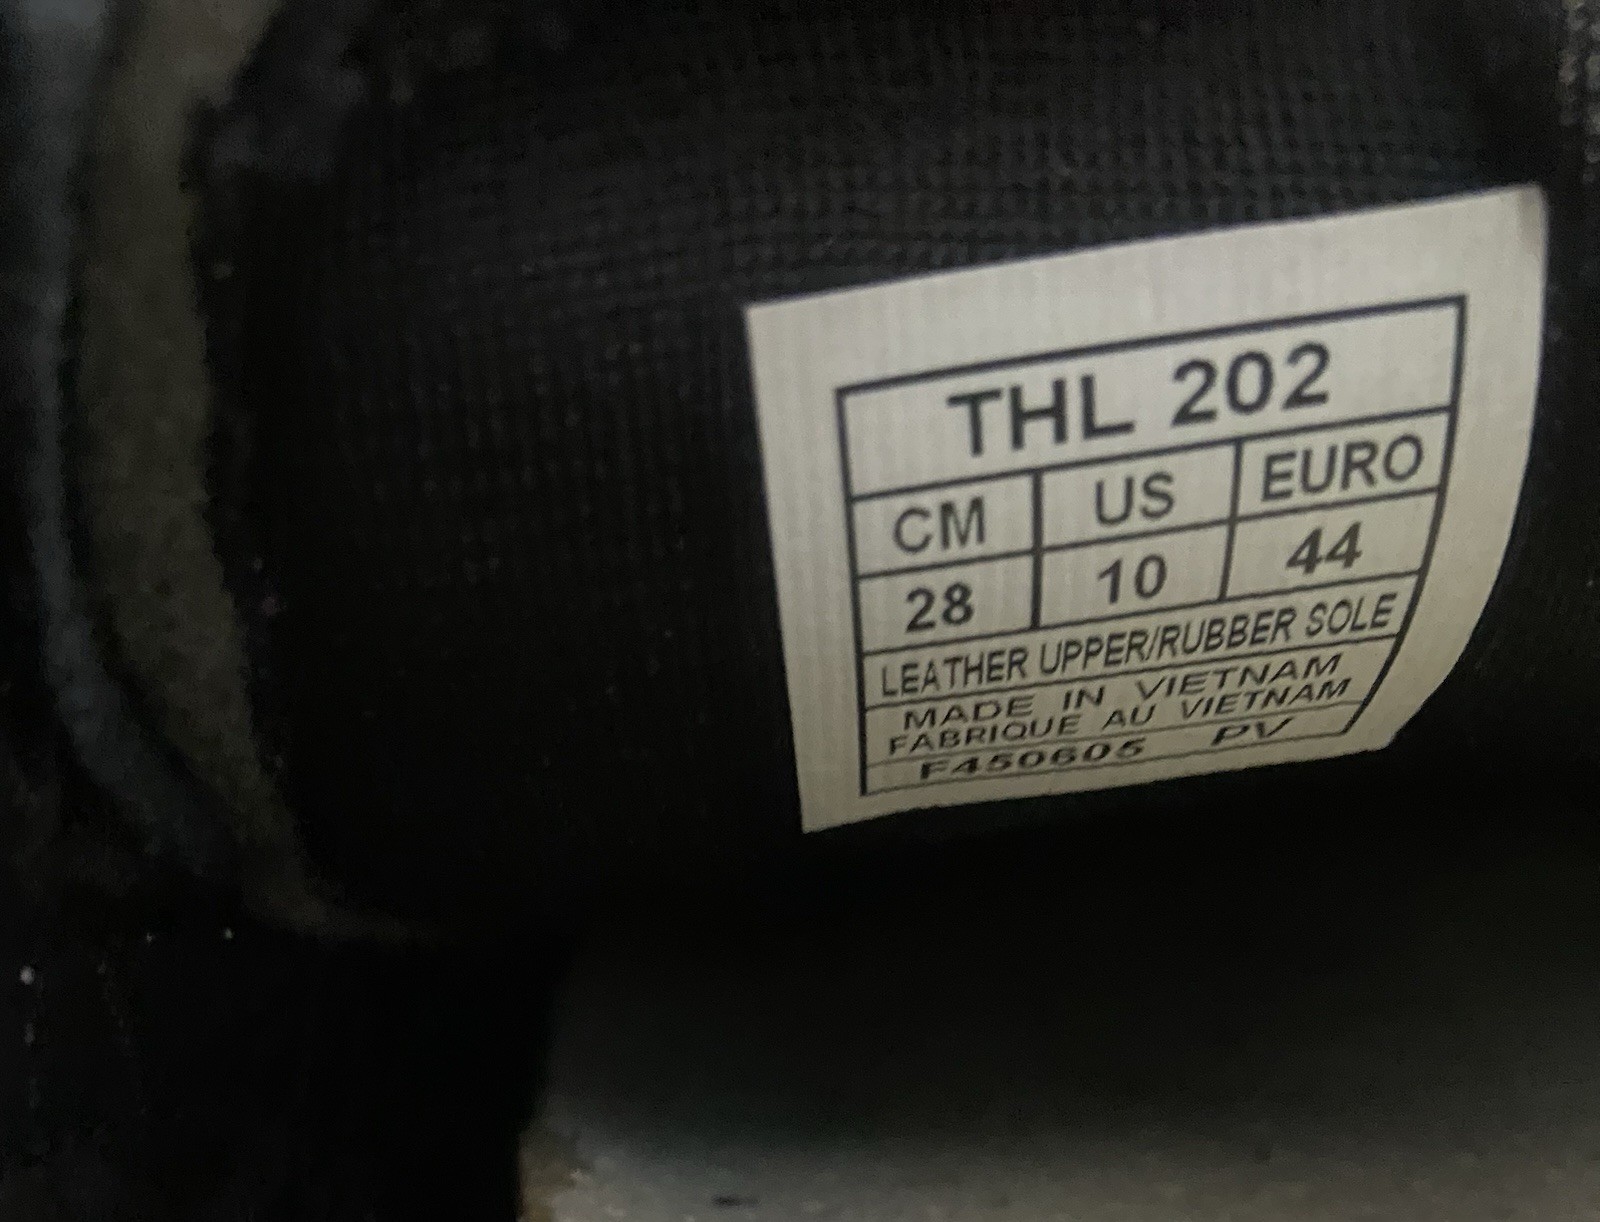 THL 202
CM US EURO
28 10 44
LEATHER UPPER/RUBBER SOLE
MADE IN VIETNAM
FABRIQUE AU VIETNAM
F450605 PV